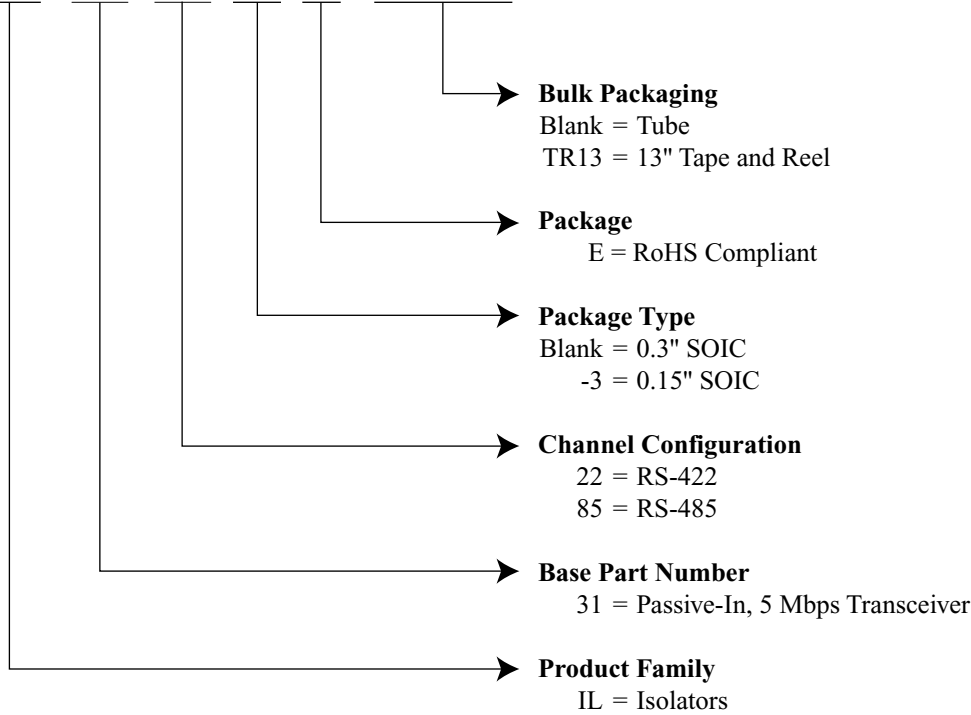 Bulk Packaging
Blank = Tube
TR13 = 13" Tape and Reel
Package
E = RoHS Compliant
Package Type
Blank = 0.3" SOIC
-3 = 0.15" SOIC
Channel Configuration
22 = RS-422
85 = RS-485
Base Part Number
31 = Passive-In, 5 Mbps Transceiver
Product Family
IL = Isolators